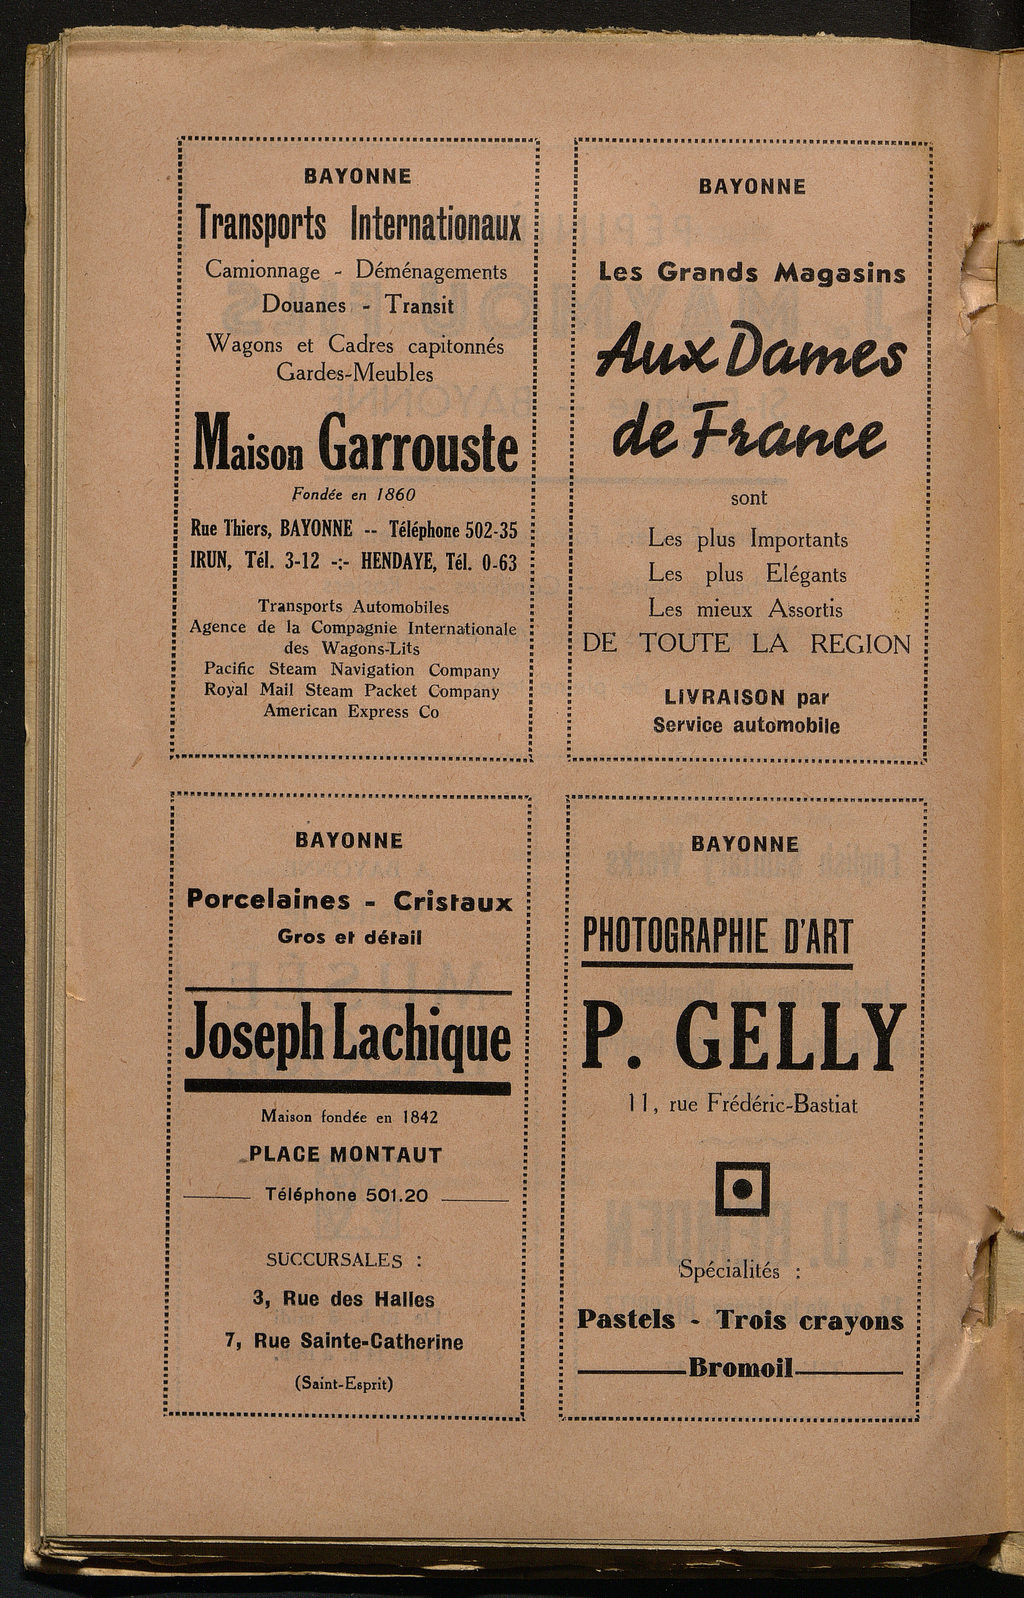 BAYONNE
Transports Internationaux
Camionnage - Déménagements
Douanes - Transit
Wagons et Cadres capitonnés
Gardes-Meubles
Maison Garrouste
Fondée en 1860
Rue Thiers, BAYONNE -- Téléphone 502-35
IRUN, Tél. 3-12 -:- HENDAYE, Tél. 0-63
Transports Automobiles
Agence de la Compagnie Internationale
des Wagons-Lits
Pacific Steam Navigation Company
Royal Mail Steam Packet Company
American Express Co
BAYONNE
Les Grands Magasins
Aux Dames
de France
sont
Les plus Importants
Les plus Elégants
Les mieux Assortis
DE TOUTE LA REGION
LIVRAISON par
Service automobile
BAYONNE
Porcelaines - Cristaux
Gros et détail
Joseph Lachique
Maison fondée en 1842
PLACE MONTAUT
Téléphone 501.20
SUCCURSALES :
3, Rue des Halles
7, Rue Sainte-Catherine
(Saint-Esprit)
BAYONNE
PHOTOGRAPHIE D'ART
P. GELLY
11, rue Frédéric-Bastiat
Spécialités :
Pastels - Trois crayons
Bromoil